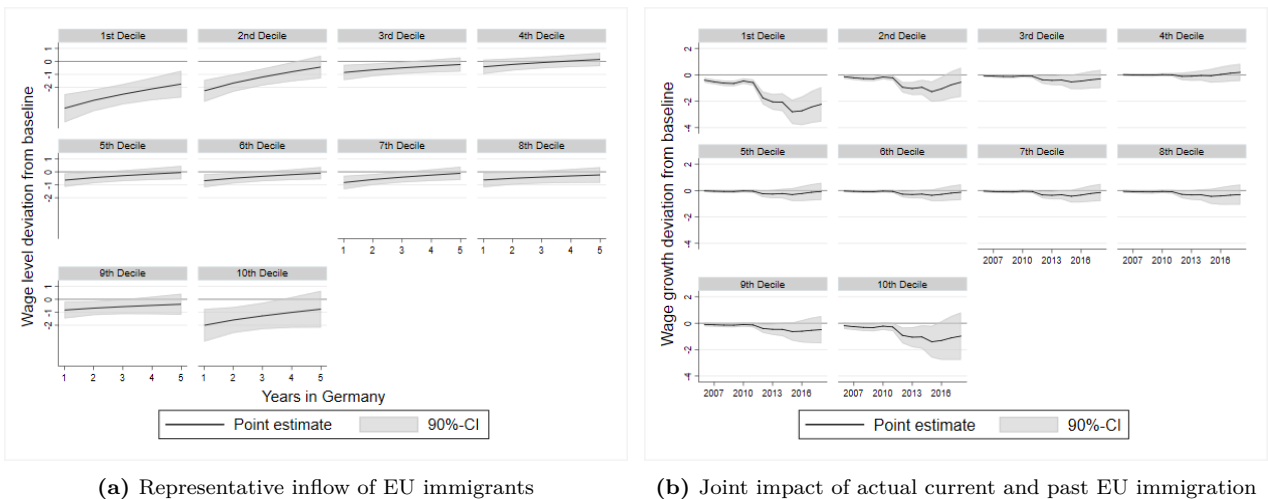 1st Decile 2nd Decile 3rd Decile 4th Decile
1 0 -1 -2
5th Decile 6th Decile 7th Decile 8th Decile
1 0 -1 -2
1 2 3 4 5 1 2 3 4 5
9th Decile 10th Decile
1 0 -1 -2
1 2 3 4 5 1 2 3 4 5
Wage level deviation from baseline
Years in Germany
Point estimate 90%-CI
(a) Representative inflow of EU immigrants
1st Decile 2nd Decile 3rd Decile 4th Decile
2 0 -2 -4
5th Decile 6th Decile 7th Decile 8th Decile
2 0 -2 -4
2007 2010 2013 2016 2007 2010 2013 2016
9th Decile 10th Decile
2 0 -2 -4
2007 2010 2013 2016 2007 2010 2013 2016
Wage growth deviation from baseline
Point estimate 90%-CI
(b) Joint impact of actual current and past EU immigration